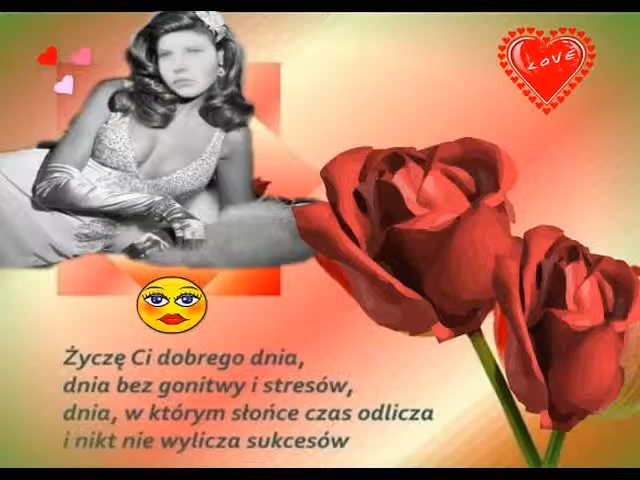 LOVE
Życzę Ci dobrego dnia,
dnia bez gonitwy i stresów,
dnia, w którym słońce czas odlicza
i nikt nie wylicza sukcesów